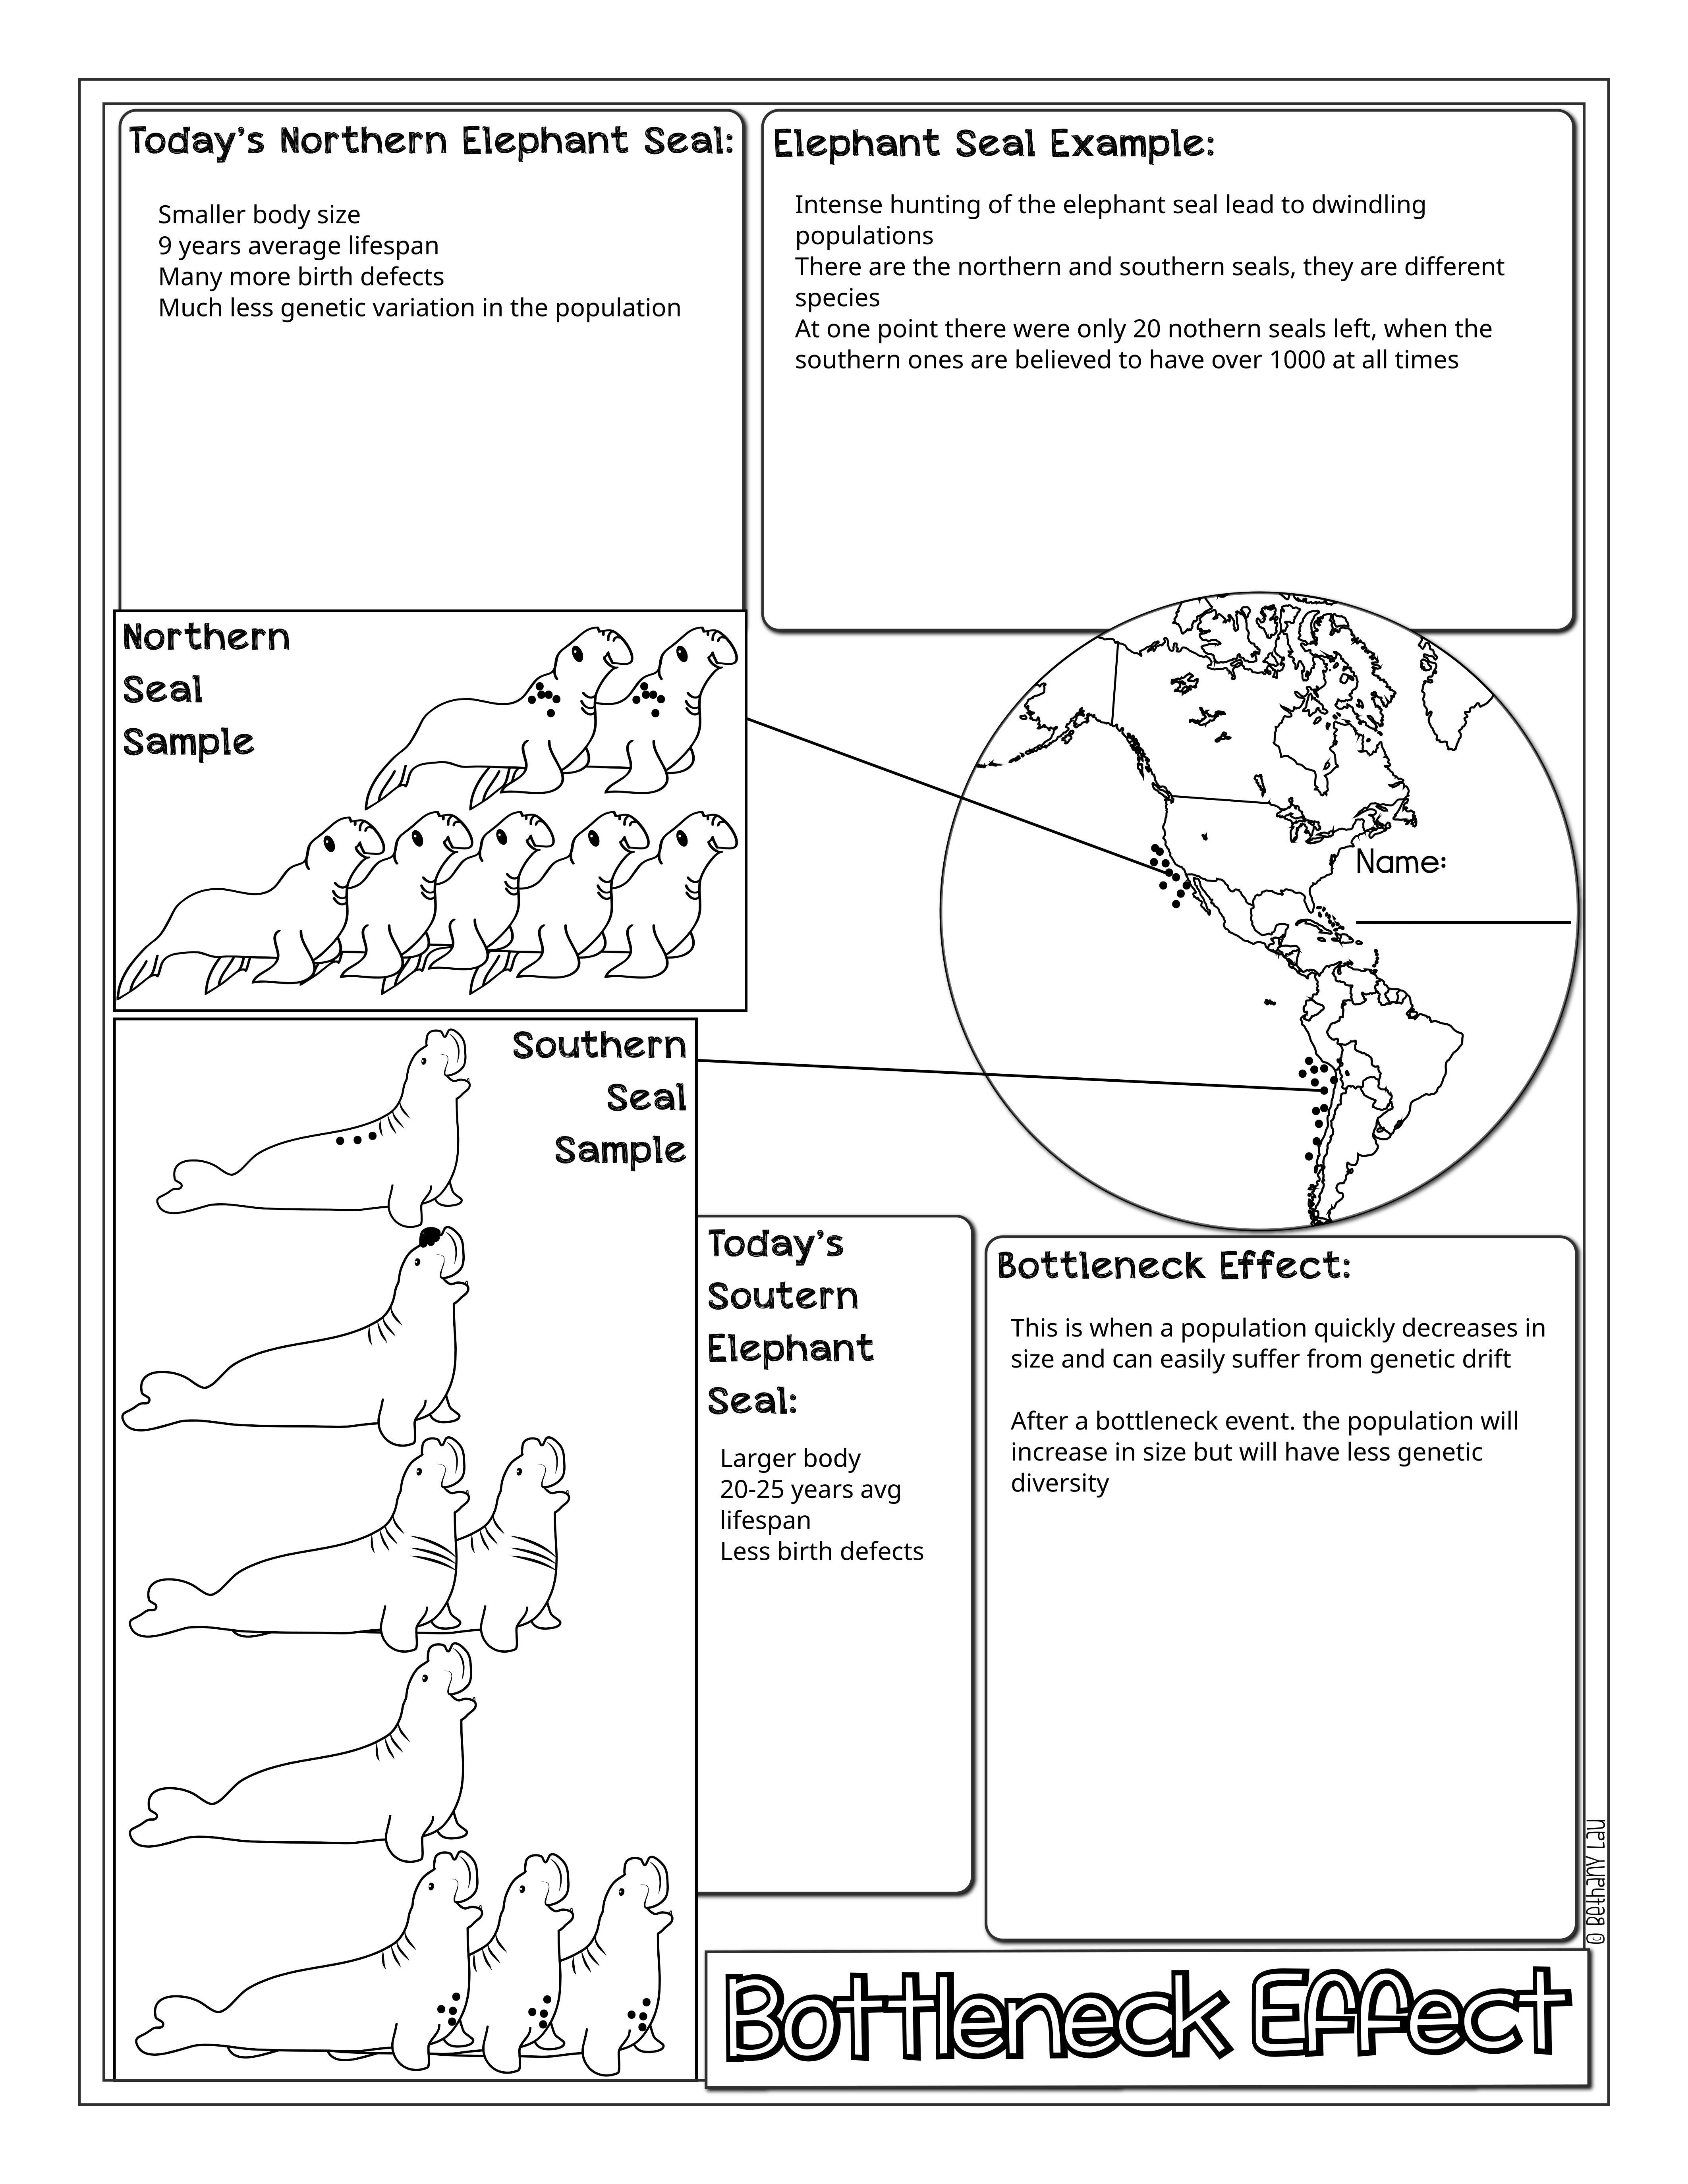 Today's Northern Elephant Seal:
Smaller body size
9 years average lifespan
Many more birth defects
Much less genetic variation in the population
Elephant Seal Example:
Intense hunting of the elephant seal lead to dwindling
populations
There are the northern and southern seals, they are different
species
At one point there were only 20 nothern seals left, when the
southern ones are believed to have over 1000 at all times
Northern
Seal
Sample
Name:
Southern
Seal
Sample
Today's
Soutern
Elephant
Seal:
Larger body
20-25 years avg
lifespan
Less birth defects
Bottleneck Effect:
This is when a population quickly decreases in
size and can easily suffer from genetic drift
After a bottleneck event. the population will
increase in size but will have less genetic
diversity
© Bethany Lau
Bottleneck Effect